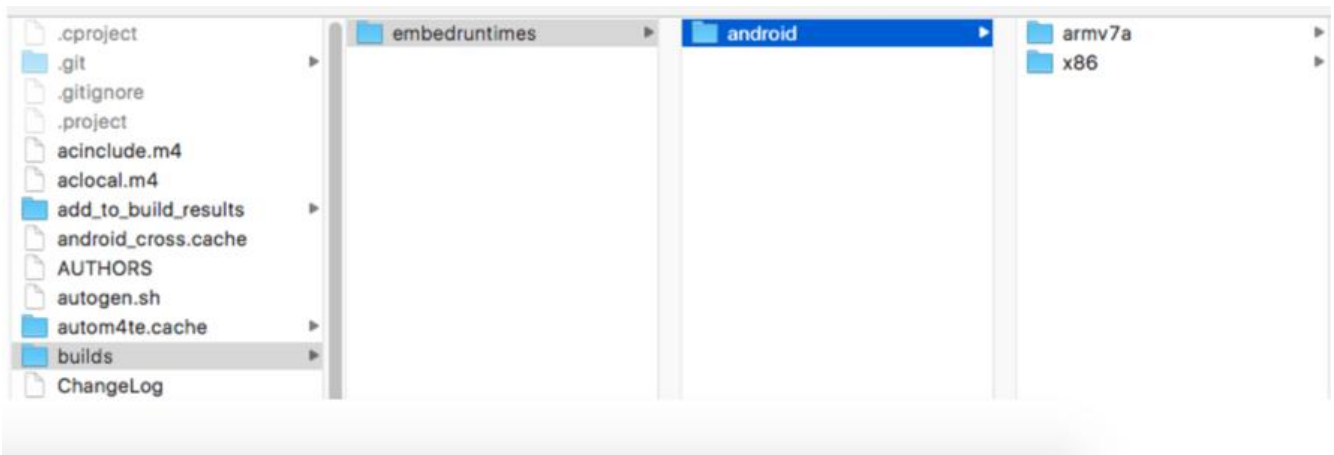 .cproject
.git
.gitignore
.project
acinclude.m4
aclocal.m4
add_to_build_results
android_cross.cache
AUTHORS
autogen.sh
autom4te.cache
builds
ChangeLog
embedruntimes
android
armv7a
x86